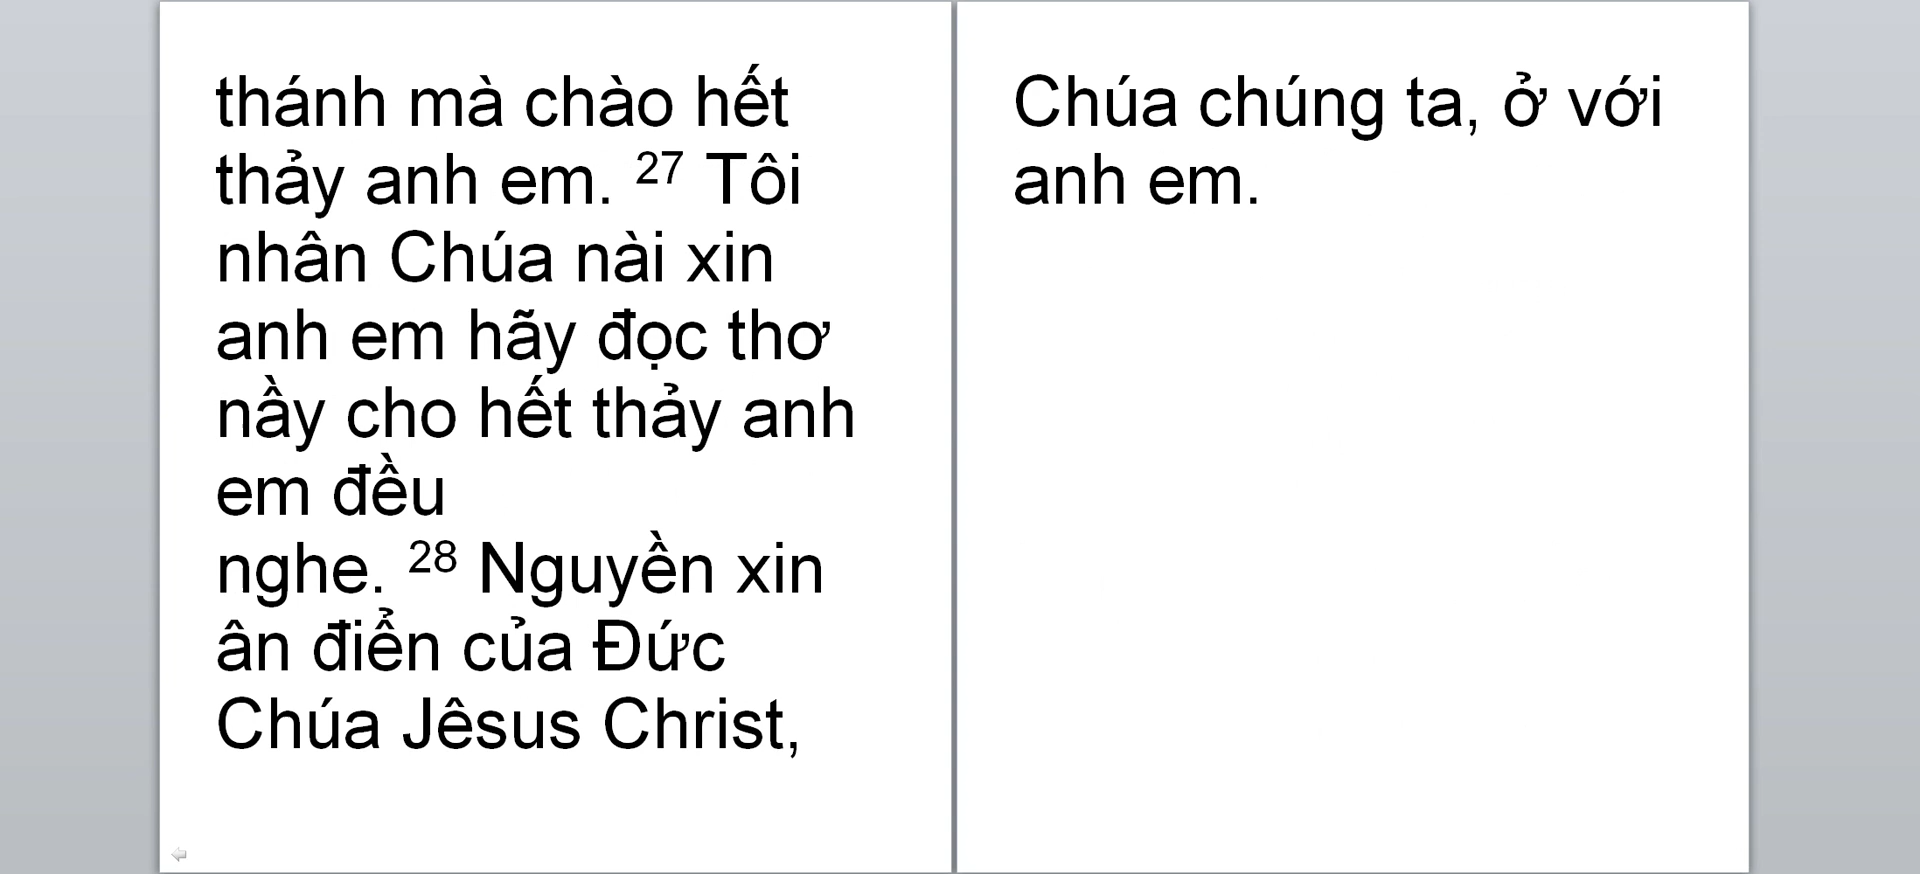 thánh mà chào hết
thảy anh em. 27 Tôi
nhân Chúa nài xin
anh em hãy đọc thơ
nầy cho hết thảy anh
em đều
nghe. 28 Nguyền xin
ân điển của Đức
Chúa Jêsus Christ,
Chúa chúng ta, ở với
anh em.